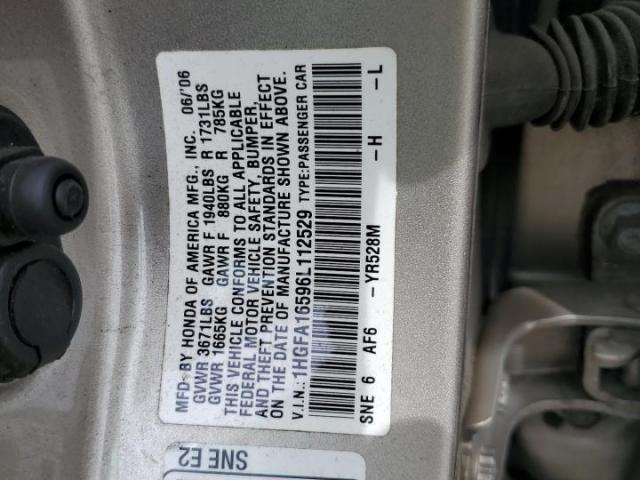 MFD. BY HONDA OF AMERICA MFG., INC. 06/'06
GVWR 3671LBS GAWR F 1940LBS R 1731LBS
GVWR 1665KG GAWR F 880KG R 785KG
THIS VEHICLE CONFORMS TO ALL APPLICABLE
FEDERAL MOTOR VEHICLE SAFETY, BUMPER,
AND THEFT PREVENTION STANDARDS IN EFFECT
ON THE DATE OF MANUFACTURE SHOWN ABOVE.
V.I.N.: 1HGFA16596L112529 TYPE:PASSENGER CAR
SNE 6 AF6 -YR528M -H -L
SNE E2